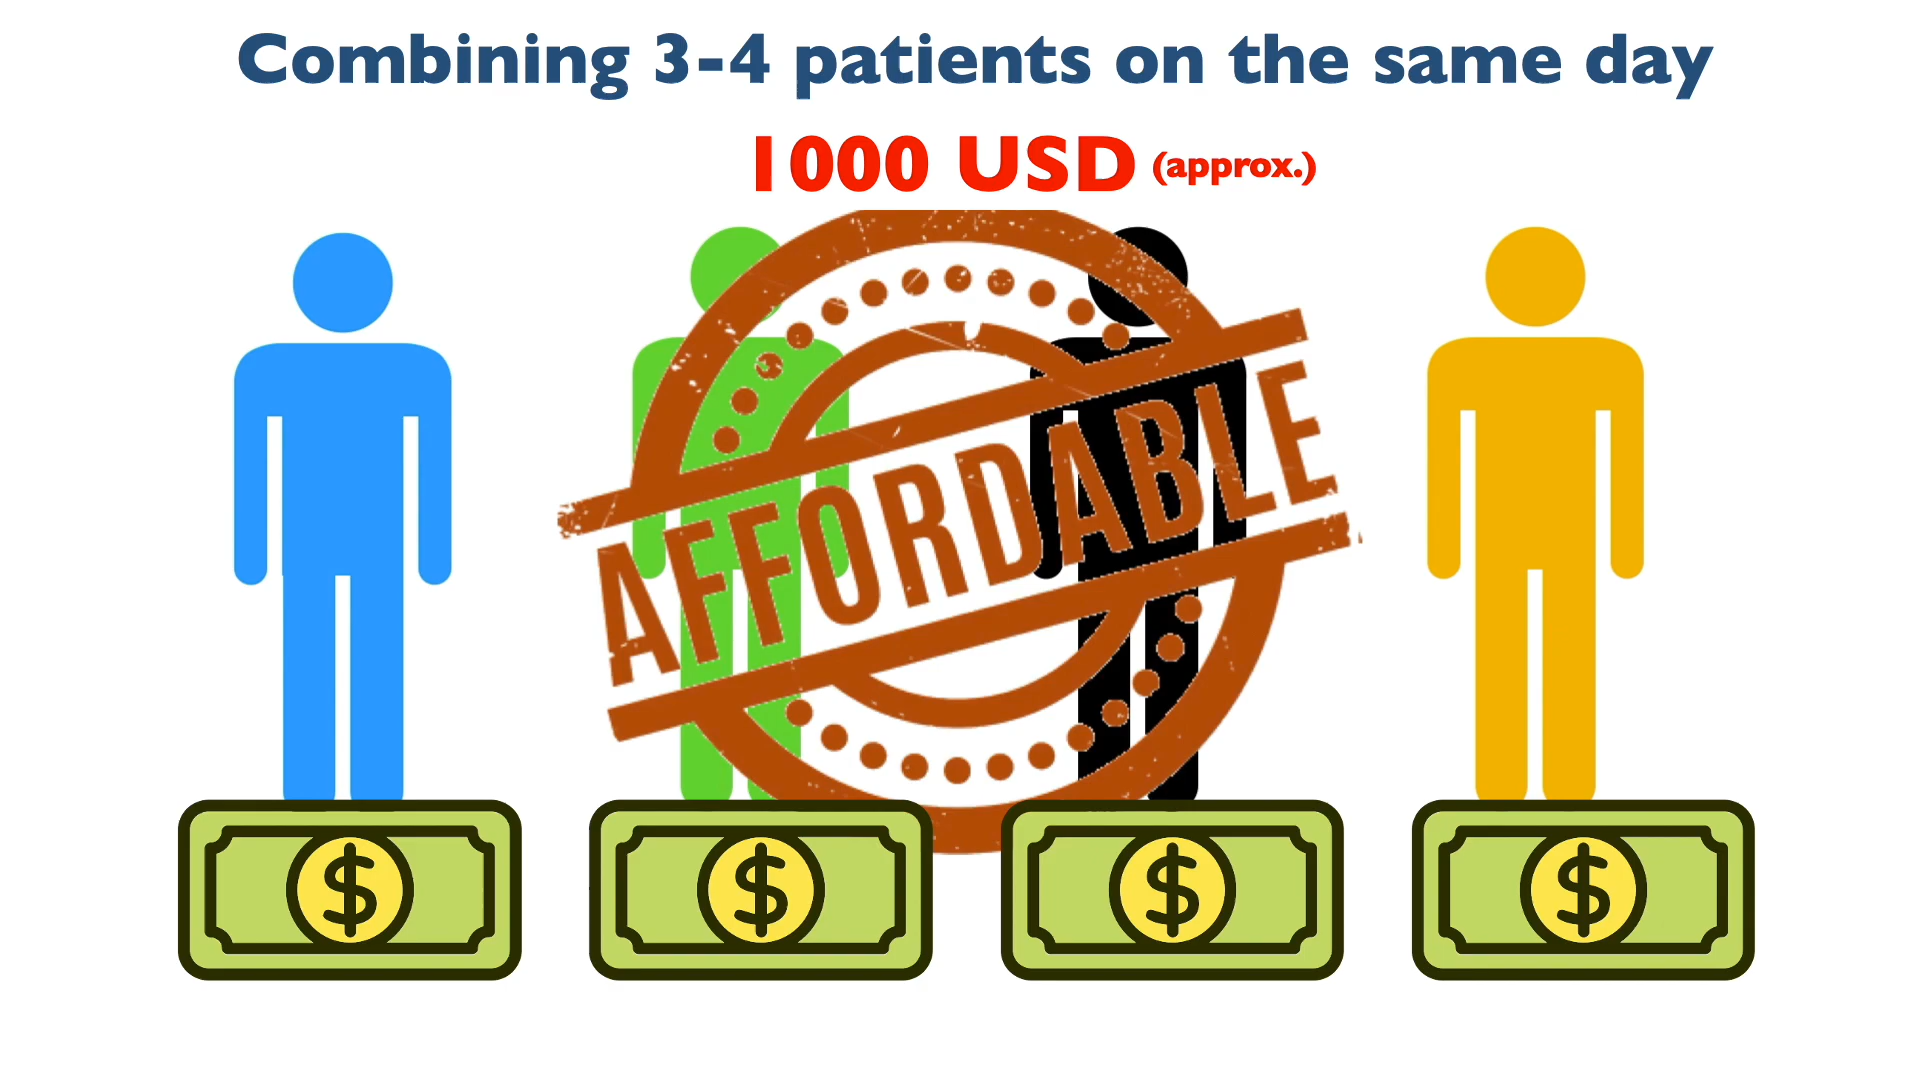 Combining 3-4 patients on the same day
1000 USD (approx.)
AFFORDABLE
$ $ $ $